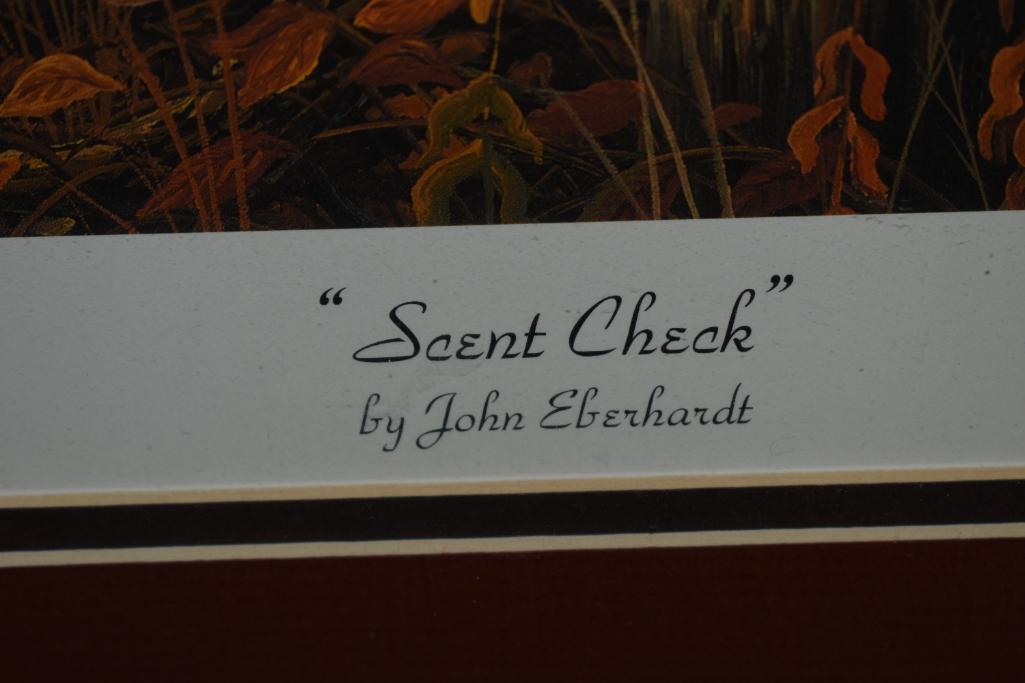 “Scent Check”
by John Eberhardt